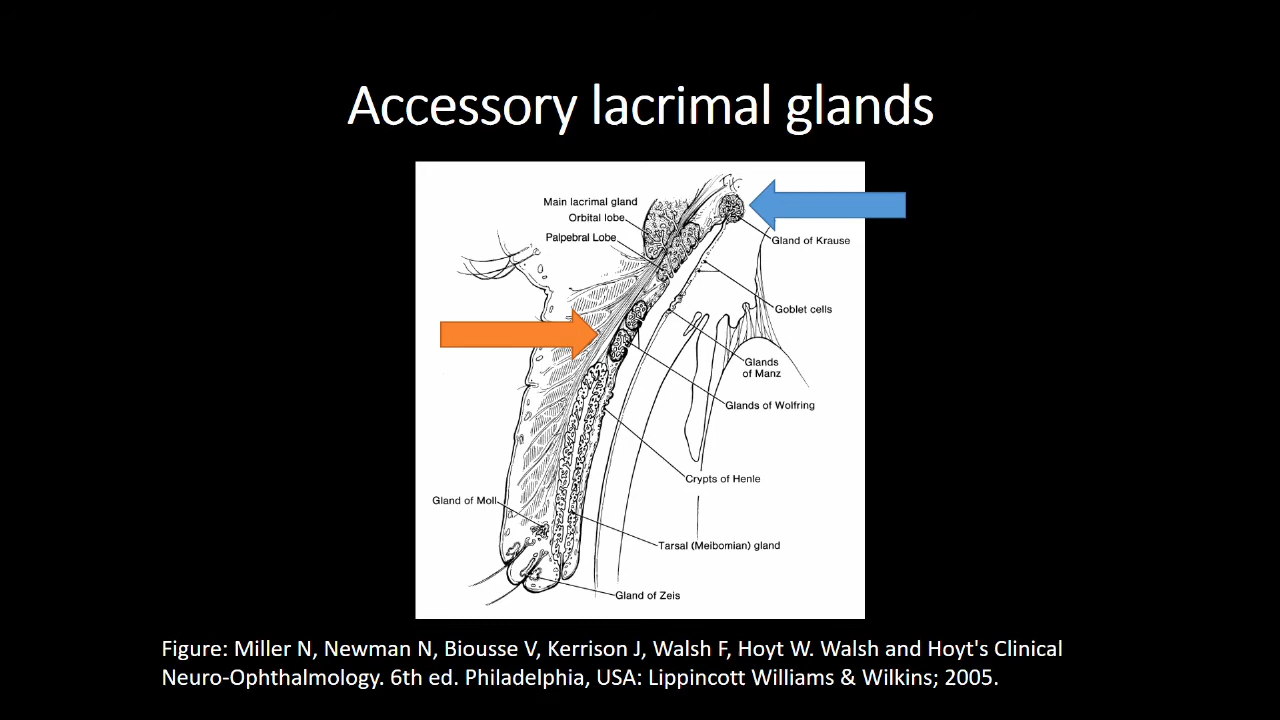 Accessory lacrimal glands
Main lacrimal gland
Orbital lobe
Palpebral Lobe
Gland of Krause
Goblet cells
Glands
of Manz
Glands of Wolfring
Crypts of Henle
Gland of Moll
Tarsal (Meibomian) gland
Gland of Zeis
Figure: Miller N, Newman N, Biousse V, Kerrison J, Walsh F, Hoyt W. Walsh and Hoyt's Clinical
Neuro-Ophthalmology. 6th ed. Philadelphia, USA: Lippincott Williams & Wilkins; 2005.